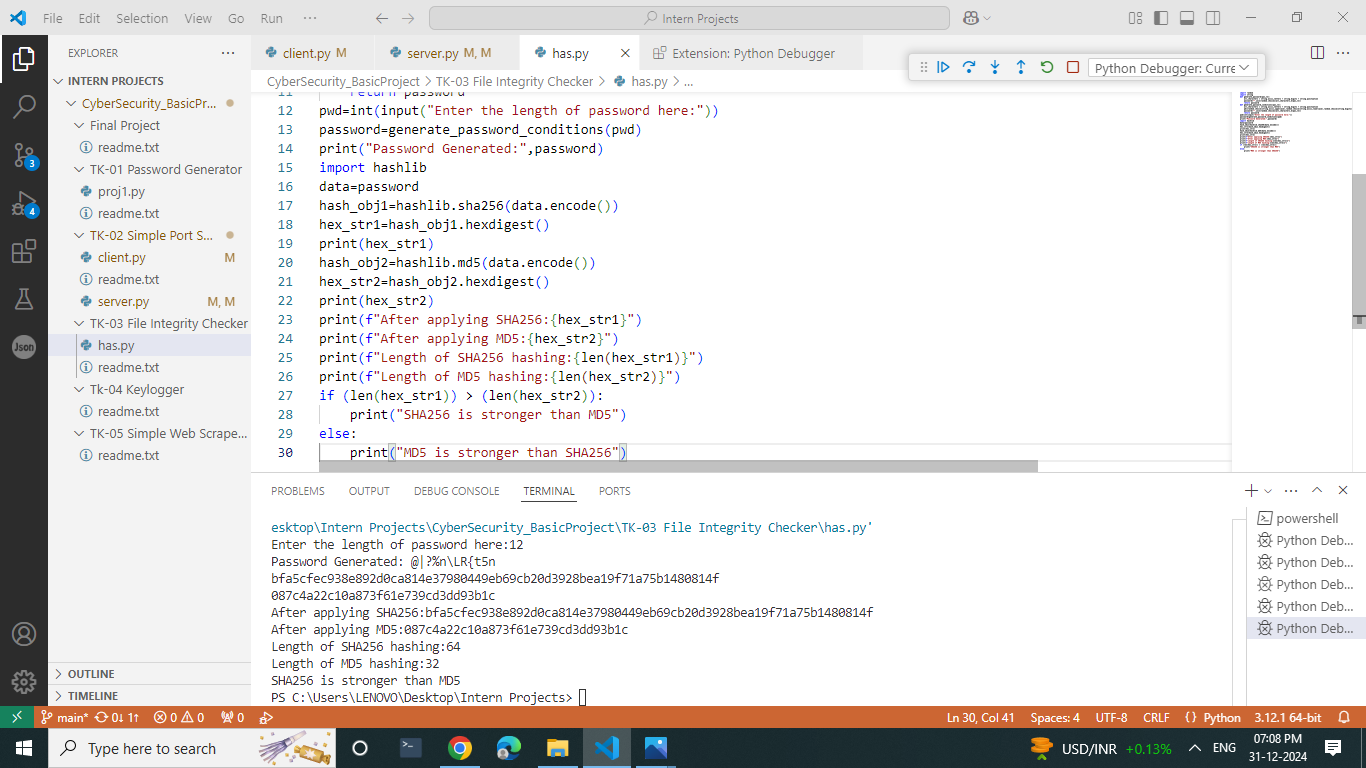 File Edit Selection View Go Run ··· Intern Projects
EXPLORER ···
INTERN PROJECTS
CyberSecurity_BasicPr...
Final Project
readme.txt
TK-01 Password Generator
proj1.py
readme.txt
TK-02 Simple Port S...
client.py M
readme.txt
server.py M, M
TK-03 File Integrity Checker
has.py
readme.txt
Tk-04 Keylogger
readme.txt
TK-05 Simple Web Scrape...
readme.txt
OUTLINE
TIMELINE
3
4
Json
client.py M server.py M, M has.py Extension: Python Debugger
Python Debugger: Curre
CyberSecurity_BasicProject > TK-03 File Integrity Checker > has.py > ...
11 return password
12 pwd=int(input("Enter the length of password here:"))
13 password=generate_password_conditions(pwd)
14 print("Password Generated:",password)
15 import hashlib
16 data=password
17 hash_obj1=hashlib.sha256(data.encode())
18 hex_str1=hash_obj1.hexdigest()
19 print(hex_str1)
20 hash_obj2=hashlib.md5(data.encode())
21 hex_str2=hash_obj2.hexdigest()
22 print(hex_str2)
23 print(f"After applying SHA256:{hex_str1}")
24 print(f"After applying MD5:{hex_str2}")
25 print(f"Length of SHA256 hashing:{len(hex_str1)}")
26 print(f"Length of MD5 hashing:{len(hex_str2)}")
27 if (len(hex_str1)) > (len(hex_str2)):
28 print("SHA256 is stronger than MD5")
29 else:
30 print("MD5 is stronger than SHA256")
PROBLEMS OUTPUT DEBUG CONSOLE TERMINAL PORTS
esktop\Intern Projects\CyberSecurity_BasicProject\TK-03 File Integrity Checker\has.py'
Enter the length of password here:12
Password Generated: @|?%n\LR{t5n
bfa5cfec938e892d0ca814e37980449eb69cb20d3928bea19f71a75b1480814f
087c4a22c10a873f61e739cd3dd93b1c
After applying SHA256:bfa5cfec938e892d0ca814e37980449eb69cb20d3928bea19f71a75b1480814f
After applying MD5:087c4a22c10a873f61e739cd3dd93b1c
Length of SHA256 hashing:64
Length of MD5 hashing:32
SHA256 is stronger than MD5
PS C:\Users\LENOVO\Desktop\Intern Projects>
powershell
Python Deb...
Python Deb...
Python Deb...
Python Deb...
Python Deb...
main* 0↓ 1↑ 0 0 0 Ln 30, Col 41 Spaces: 4 UTF-8 CRLF {} Python 3.12.1 64-bit
Type here to search USD/INR +0.13% ENG 07:08 PM
31-12-2024